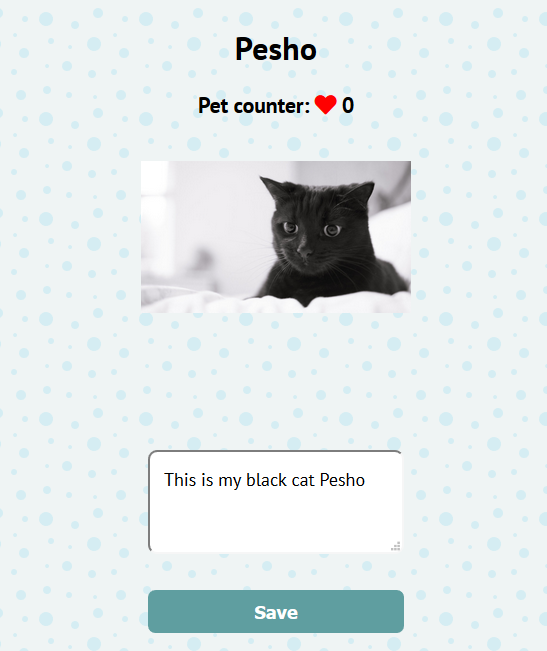 Pesho
Pet counter: ❤ 0
This is my black cat Pesho
Save